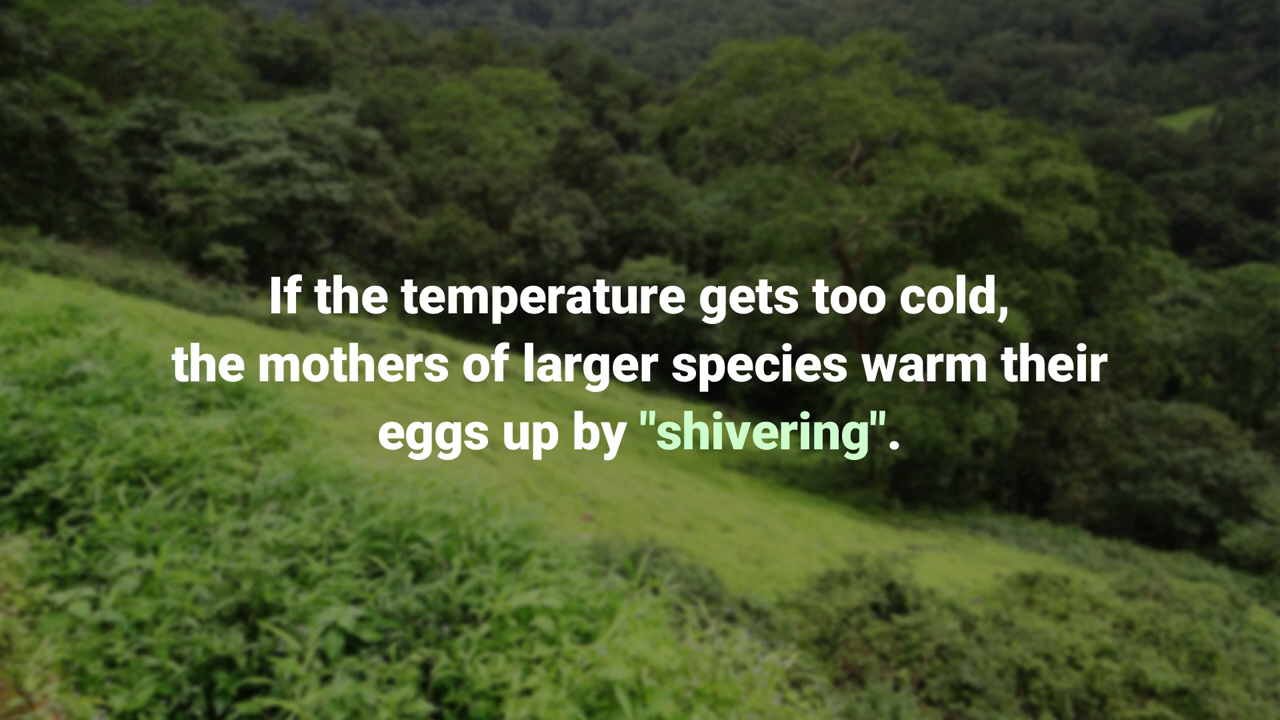 If the temperature gets too cold,
the mothers of larger species warm their
eggs up by "shivering".